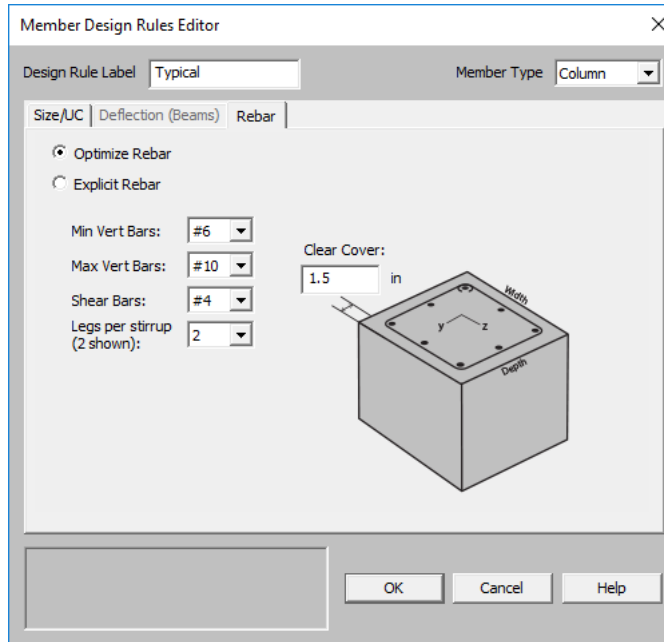 Member Design Rules Editor
Design Rule Label Typical Member Type Column
Size/UC Deflection (Beams) Rebar
Optimize Rebar
Explicit Rebar
Min Vert Bars: #6
Max Vert Bars: #10
Shear Bars: #4
Legs per stirrup
(2 shown): 2
Clear Cover:
1.5 in
Width
y z
Depth
OK Cancel Help